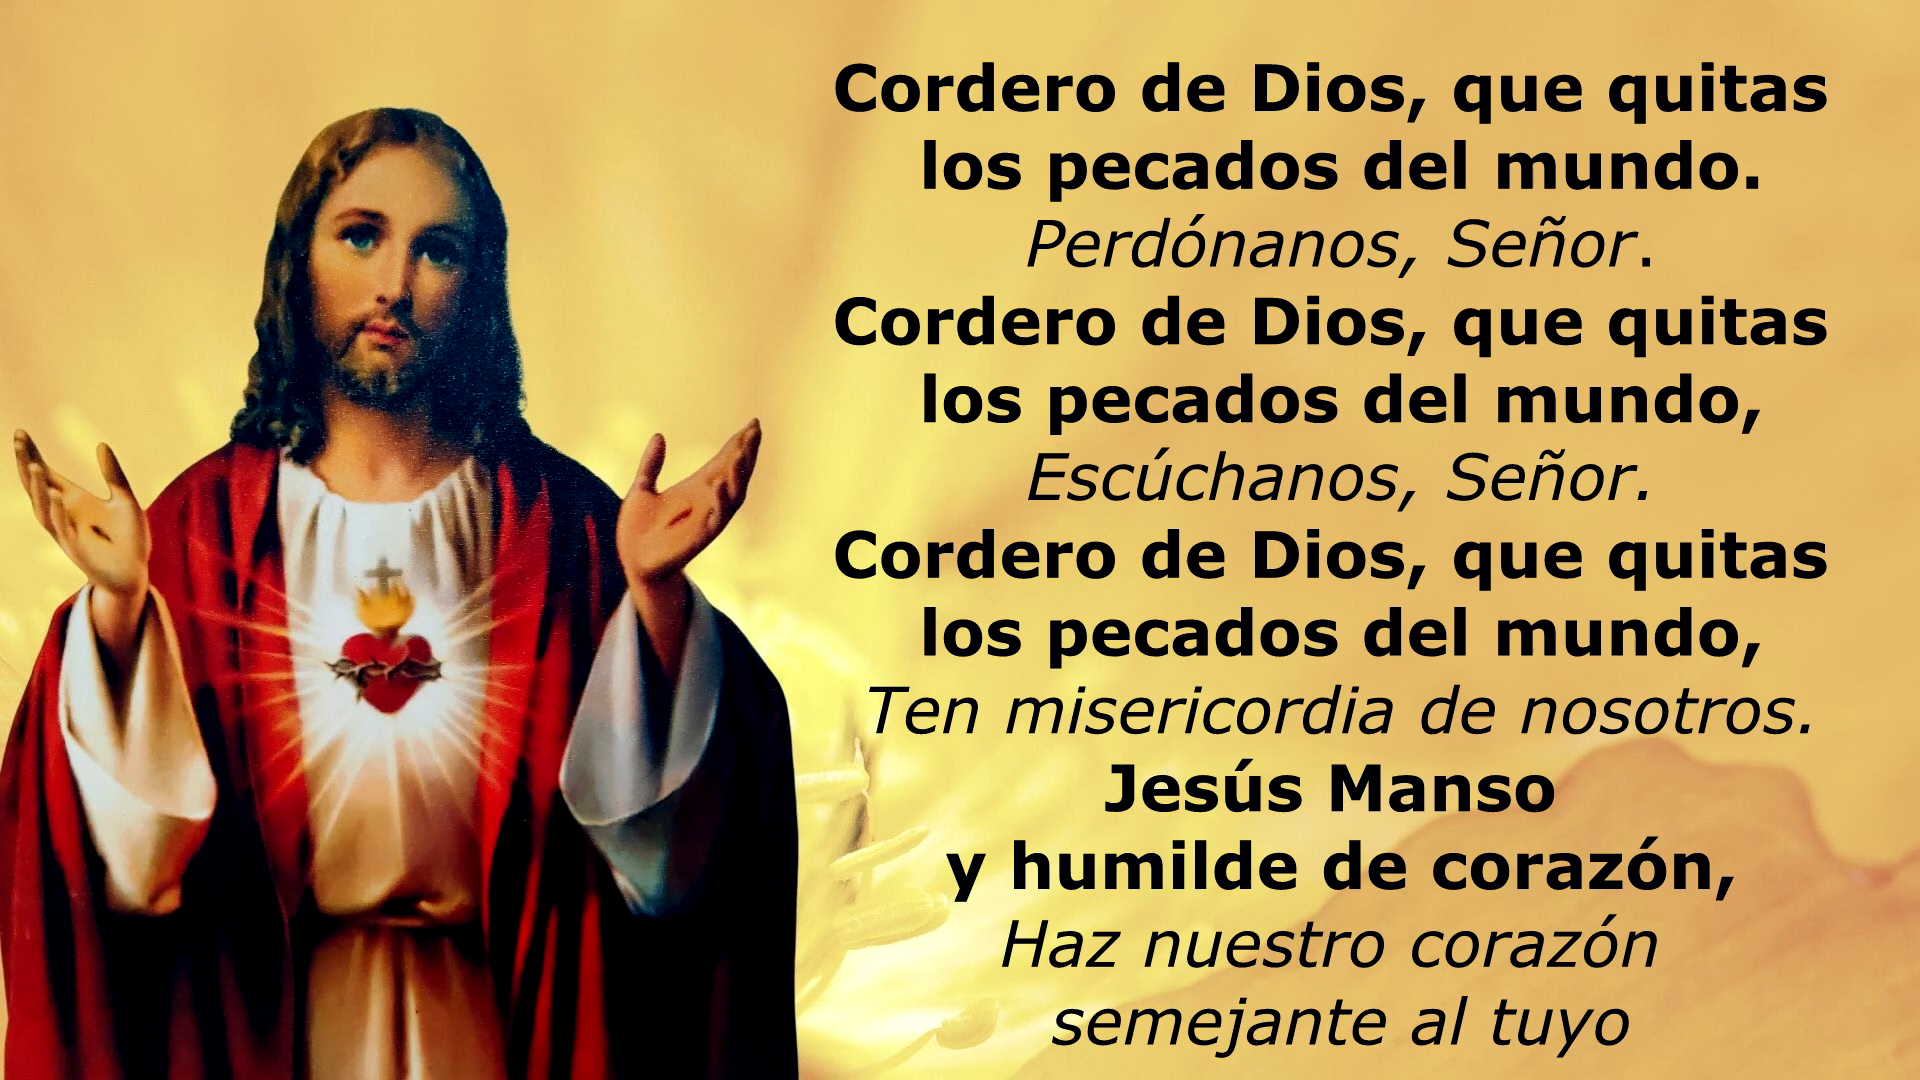 Cordero de Dios, que quitas
los pecados del mundo.
Perdónanos, Señor.
Cordero de Dios, que quitas
los pecados del mundo,
Escúchanos, Señor.
Cordero de Dios, que quitas
los pecados del mundo,
Ten misericordia de nosotros.
Jesús Manso
y humilde de corazón,
Haz nuestro corazón
semejante al tuyo